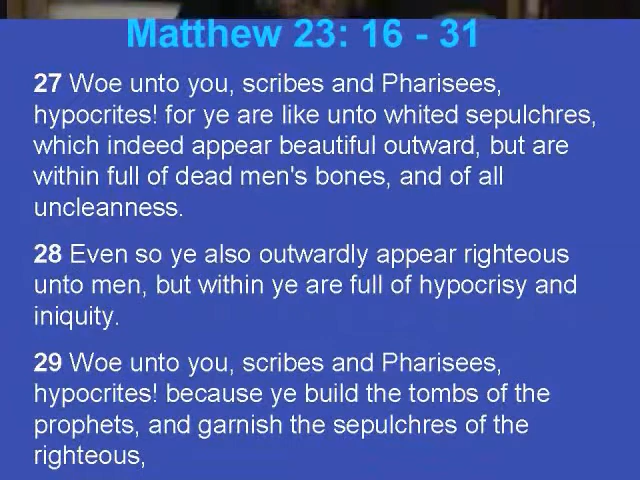 Matthew 23: 16 - 31
27 Woe unto you, scribes and Pharisees,
hypocrites! for ye are like unto whited sepulchres,
which indeed appear beautiful outward, but are
within full of dead men's bones, and of all
uncleanness.
28 Even so ye also outwardly appear righteous
unto men, but within ye are full of hypocrisy and
iniquity.
29 Woe unto you, scribes and Pharisees,
hypocrites! because ye build the tombs of the
prophets, and garnish the sepulchres of the
righteous,